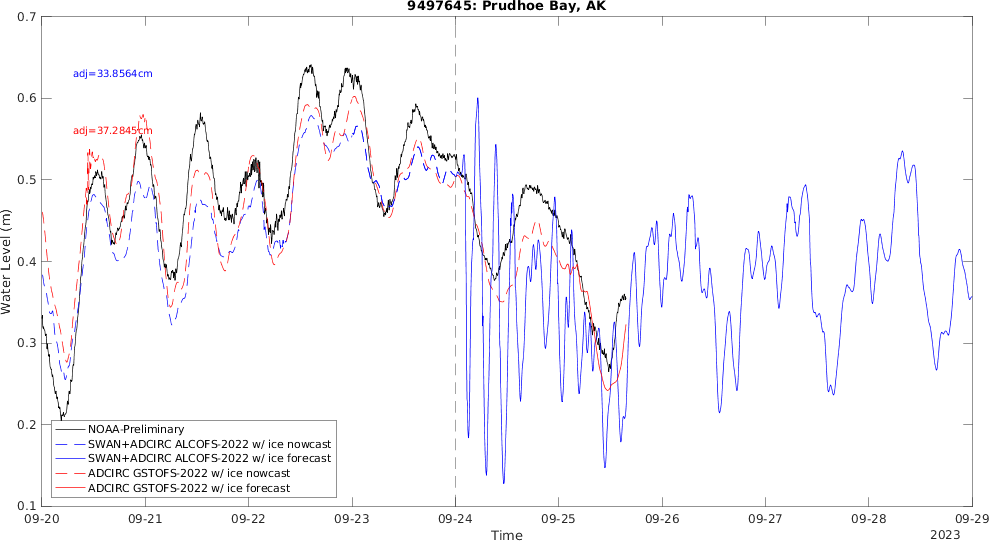 9497645: Prudhoe Bay, AK
0.7
0.6
0.5
0.4
0.3
0.2
0.1
Water Level (m)
adj=33.8564cm
adj=37.2845cm
NOAA-Preliminary
SWAN+ADCIRC ALCOFS-2022 w/ ice nowcast
SWAN+ADCIRC ALCOFS-2022 w/ ice forecast
ADCIRC GSTOFS-2022 w/ ice nowcast
ADCIRC GSTOFS-2022 w/ ice forecast
09-20 09-21 09-22 09-23 09-24 09-25 09-26 09-27 09-28 09-29
Time 2023